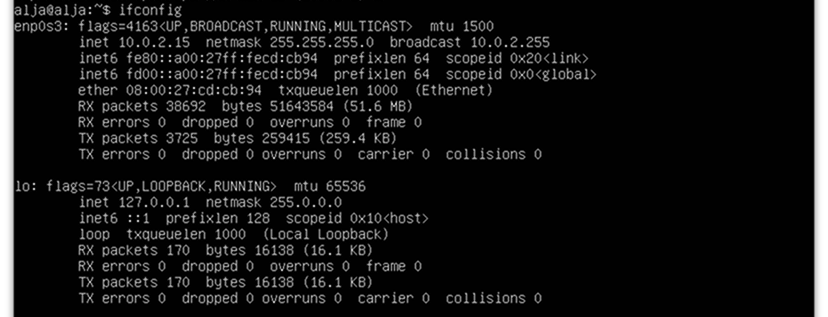 alja@alja:~$ ifconfig
enp0s3: flags=4163<UP,BROADCAST,RUNNING,MULTICAST>  mtu 1500
        inet 10.0.2.15  netmask 255.255.255.0  broadcast 10.0.2.255
        inet6 fe80::a00:27ff:fecd:cb94  prefixlen 64  scopeid 0x20<link>
        inet6 fd00::a00:27ff:fecd:cb94  prefixlen 64  scopeid 0x0<global>
        ether 08:00:27:cd:cb:94  txqueuelen 1000  (Ethernet)
        RX packets 38692  bytes 51643584 (51.6 MB)
        RX errors 0  dropped 0  overruns 0  frame 0
        TX packets 3725  bytes 259415 (259.4 KB)
        TX errors 0  dropped 0 overruns 0  carrier 0  collisions 0

lo: flags=73<UP,LOOPBACK,RUNNING>  mtu 65536
        inet 127.0.0.1  netmask 255.0.0.0
        inet6 ::1  prefixlen 128  scopeid 0x10<host>
        loop  txqueuelen 1000  (Local Loopback)
        RX packets 170  bytes 16138 (16.1 KB)
        RX errors 0  dropped 0  overruns 0  frame 0
        TX packets 170  bytes 16138 (16.1 KB)
        TX errors 0  dropped 0 overruns 0  carrier 0  collisions 0